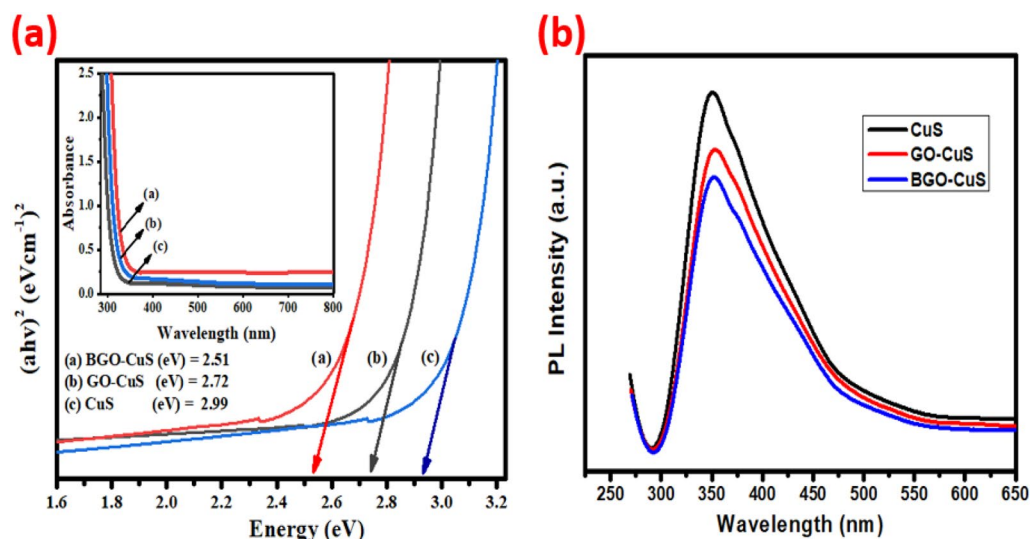 (a)
(ahv)² (eVcm⁻¹)²
Absorbance
2.5
2.0
1.5
1.0
0.5
0.0
(a)
(b)
(c)
300 400 500 600 700 800
Wavelength (nm)
(a) BGO-CuS (eV) = 2.51
(b) GO-CuS (eV) = 2.72
(c) CuS (eV) = 2.99
(a)
(b)
(c)
1.6 1.8 2.0 2.2 2.4 2.6 2.8 3.0 3.2
Energy (eV)
(b)
PL Intensity (a.u.)
CuS
GO-CuS
BGO-CuS
250 300 350 400 450 500 550 600 650
Wavelength (nm)